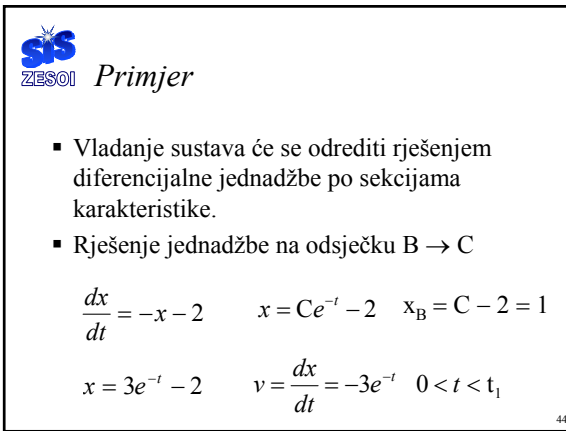 SiS
ZESOI
Primjer
▪ Vladanje sustava će se odrediti rješenjem
diferencijalne jednadžbe po sekcijama
karakteristike.
▪ Rješenje jednadžbe na odsječku B → C
dx/dt = −x − 2    x = Ce^{−t} − 2    x_B = C − 2 = 1
x = 3e^{−t} − 2    v = dx/dt = −3e^{−t}    0 < t < t_1
44